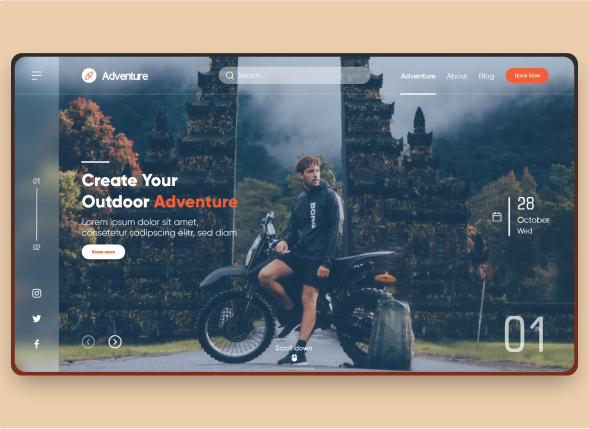 Adventure
Search
Adventure
About
Blog
Book Now
01
02
Create Your
Outdoor Adventure
Lorem ipsum dolor sit amet,
consetetur sadipscing elitr, sed diam
Know more
BONG
28
October
Wed
01
Scroll down